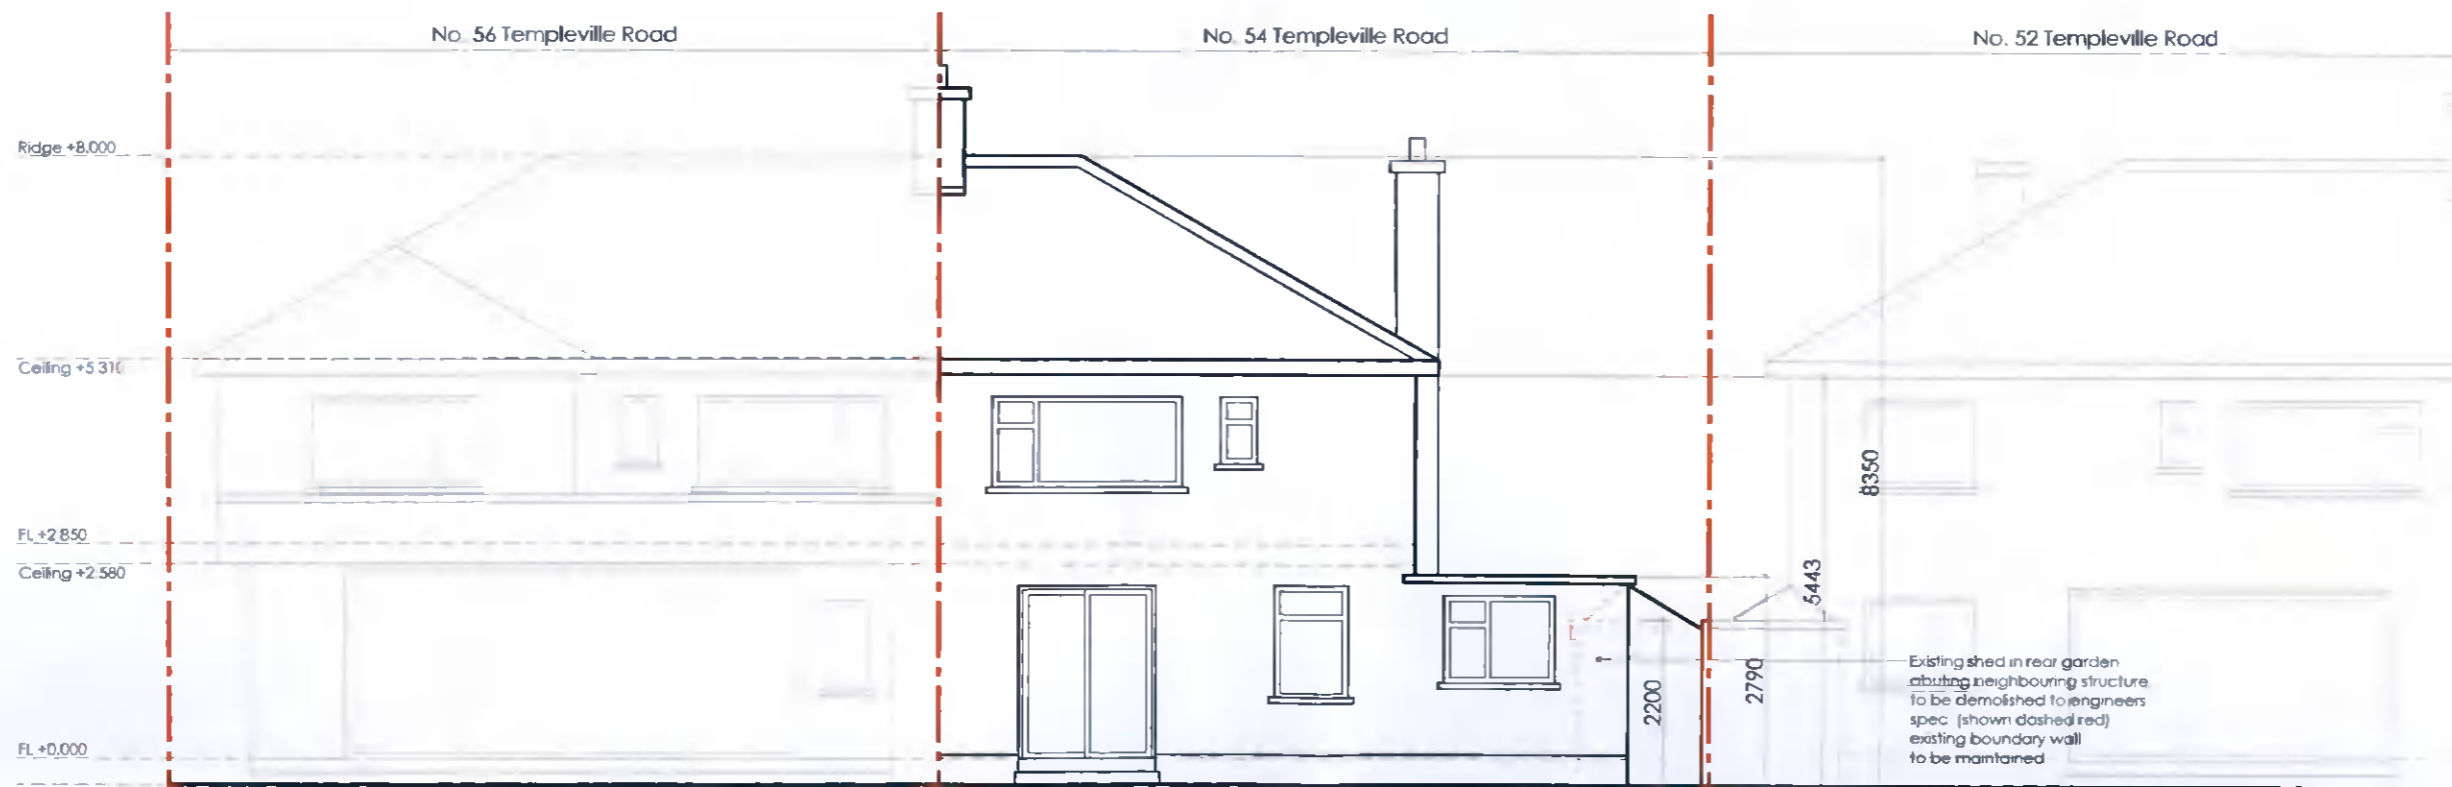 No 56 Templeville Road
No. 54 Templeville Road
No. 52 Templeville Road
Ridge +8.000
Ceiling +5 310
FL +2 850
Ceiling +2 580
FL +0.000
8350
5443
2790
2200
Existing shed in rear garden
abuting neighbouring structure
to be demolished to engineers
spec (shown dashed red)
existing boundary wall
to be maintained